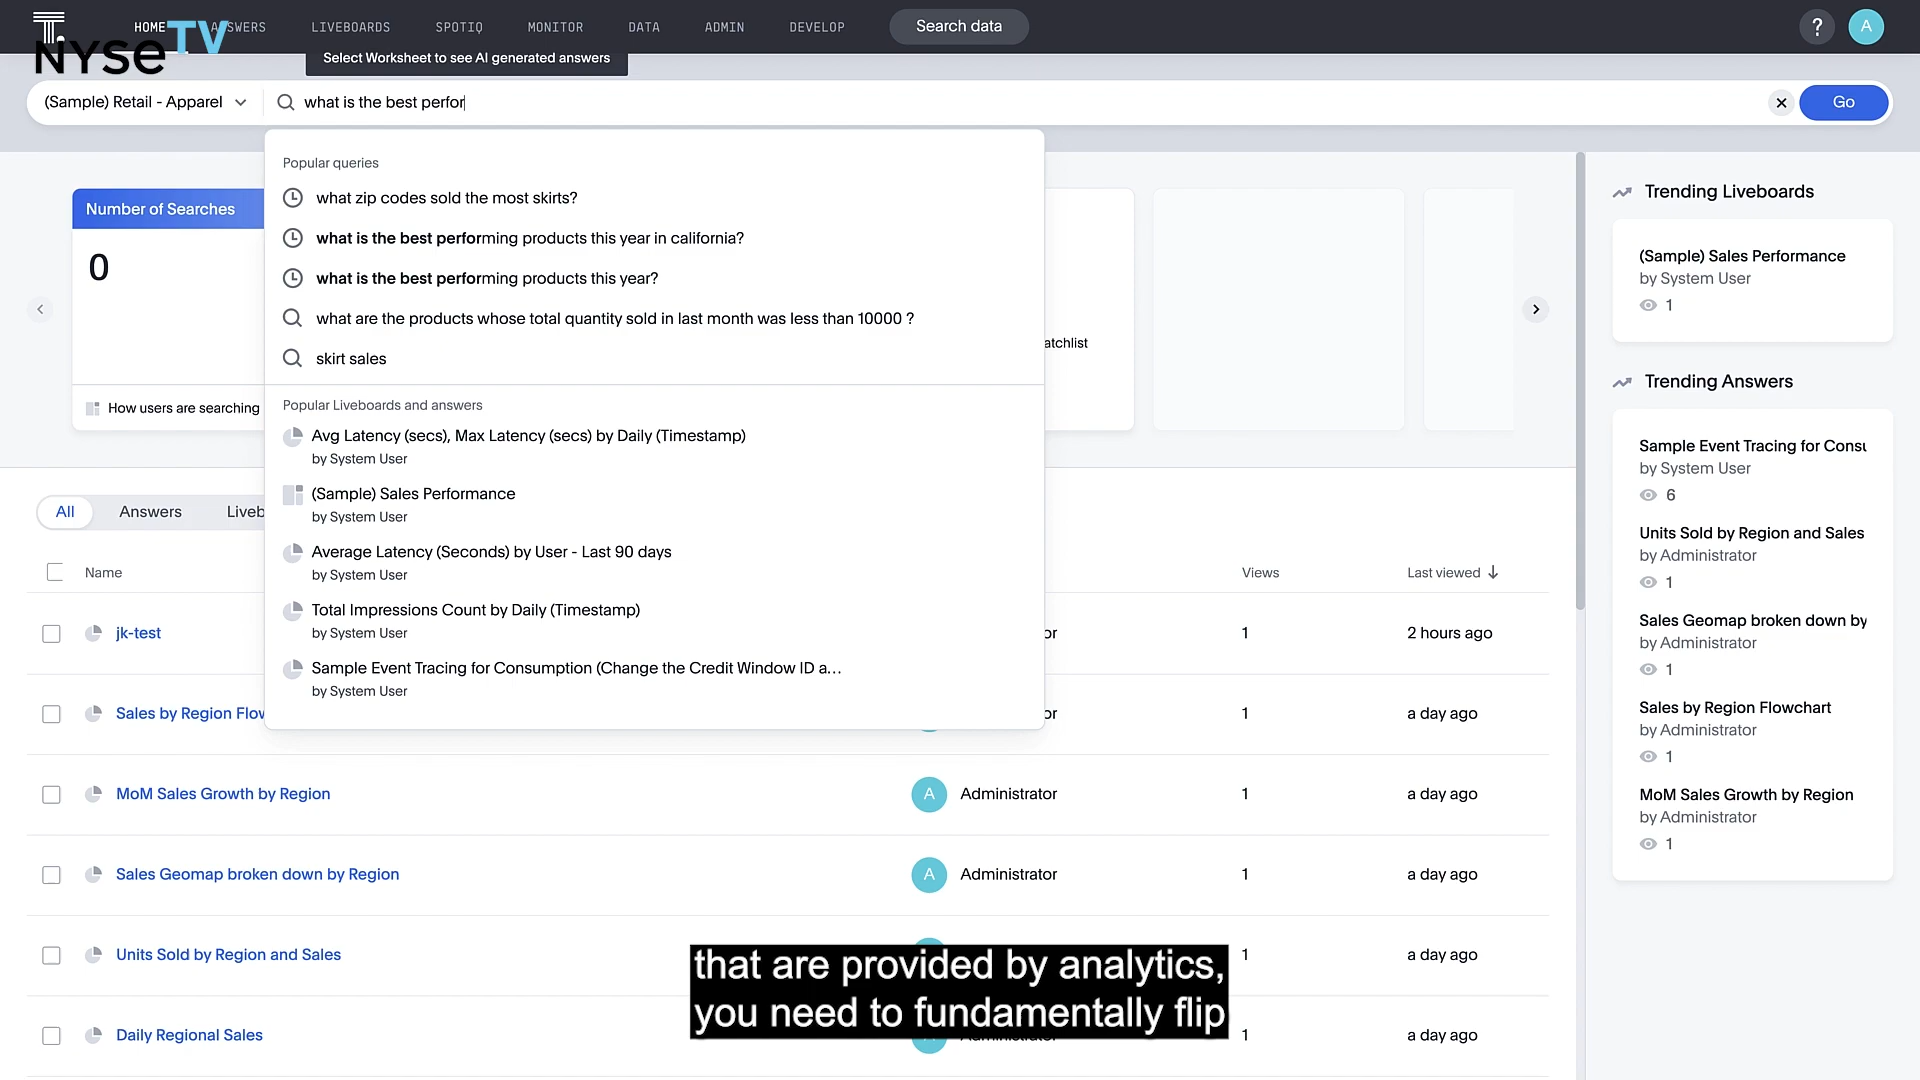 T.
HOME
ANSWERS
LIVEBOARDS
SPOTIQ
MONITOR
DATA
ADMIN
DEVELOP
Search data
?
A
NYSE TV
Select Worksheet to see AI generated answers
(Sample) Retail - Apparel
what is the best perfor
Go
Popular queries
what zip codes sold the most skirts?
what is the best performing products this year in california?
what is the best performing products this year?
what are the products whose total quantity sold in last month was less than 10000 ?
skirt sales
Popular Liveboards and answers
Avg Latency (secs), Max Latency (secs) by Daily (Timestamp)
by System User
(Sample) Sales Performance
by System User
Average Latency (Seconds) by User - Last 90 days
by System User
Total Impressions Count by Daily (Timestamp)
by System User
Sample Event Tracing for Consumption (Change the Credit Window ID a...
by System User
Number of Searches
0
How users are searching
atchlist
Trending Liveboards
(Sample) Sales Performance
by System User
1
Trending Answers
Sample Event Tracing for Consu
by System User
6
Units Sold by Region and Sales
by Administrator
1
Sales Geomap broken down by
by Administrator
1
Sales by Region Flowchart
by Administrator
1
MoM Sales Growth by Region
by Administrator
1
All
Answers
Liveb
Name
Views
Last viewed
jk-test
or
1
2 hours ago
Sales by Region Flow
or
1
a day ago
MoM Sales Growth by Region
A
Administrator
1
a day ago
Sales Geomap broken down by Region
A
Administrator
1
a day ago
Units Sold by Region and Sales
1
a day ago
Daily Regional Sales
1
a day ago
that are provided by analytics,
you need to fundamentally flip